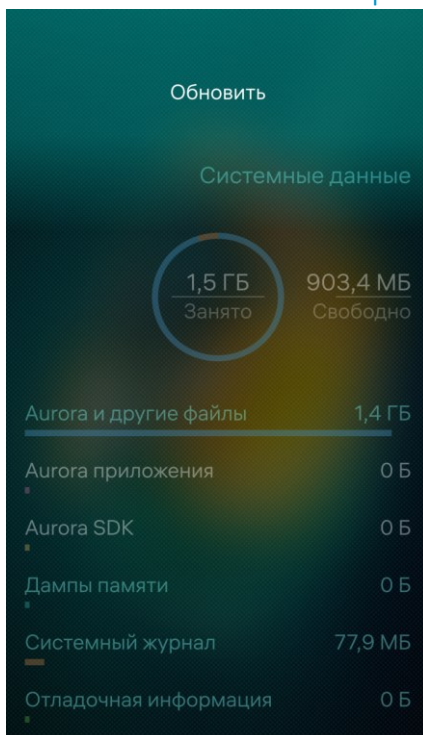 Обновить
Системные данные
1,5 ГБ 903,4 МБ
Занято Свободно
Aurora и другие файлы 1,4 ГБ
Aurora приложения 0 Б
Aurora SDK 0 Б
Дампы памяти 0 Б
Системный журнал 77,9 МБ
Отладочная информация 0 Б